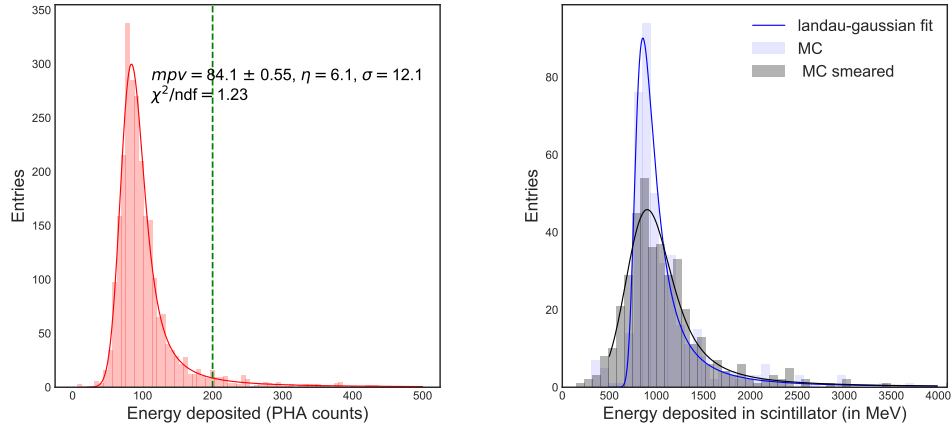 350
300
250
200
150
100
50
0
Entries
mpv = 84.1 ± 0.55, η = 6.1, σ = 12.1
χ²/ndf = 1.23
0 100 200 300 400 500
Energy deposited (PHA counts)
80
60
40
20
0
Entries
landau-gaussian fit
MC
MC smeared
0 500 1000 1500 2000 2500 3000 3500 4000
Energy deposited in scintillator (in MeV)